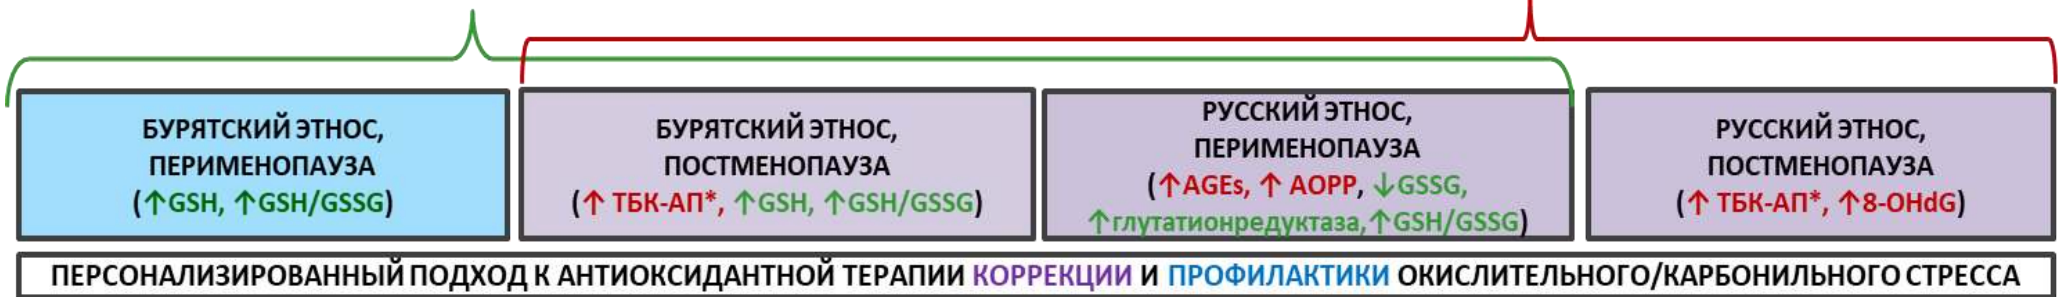 БУРЯТСКИЙ ЭТНОС,
ПЕРИМЕНОПАУЗА
(↑GSH, ↑GSH/GSSG)
БУРЯТСКИЙ ЭТНОС,
ПОСТМЕНОПАУЗА
(↑ ТБК-АП*, ↑GSH, ↑GSH/GSSG)
РУССКИЙ ЭТНОС,
ПЕРИМЕНОПАУЗА
(↑AGEs, ↑ AOPP, ↓GSSG,
↑глутатионредуктаза,↑GSH/GSSG)
РУССКИЙ ЭТНОС,
ПОСТМЕНОПАУЗА
(↑ ТБК-АП*, ↑8-OHdG)
ПЕРСОНАЛИЗИРОВАННЫЙ ПОДХОД К АНТИОКСИДАНТНОЙ ТЕРАПИИ КОРРЕКЦИИ И ПРОФИЛАКТИКИ ОКИСЛИТЕЛЬНОГО/КАРБОНИЛЬНОГО СТРЕССА